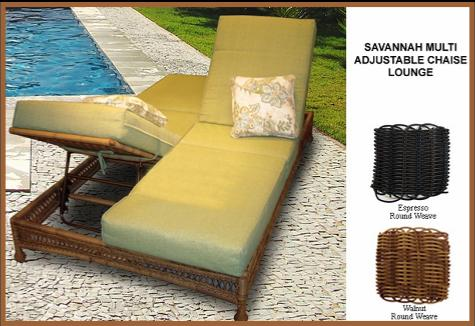 SAVANNAH MULTI
ADJUSTABLE CHAISE
LOUNGE
Espresso
Round Weave
Walnut
Round Weave